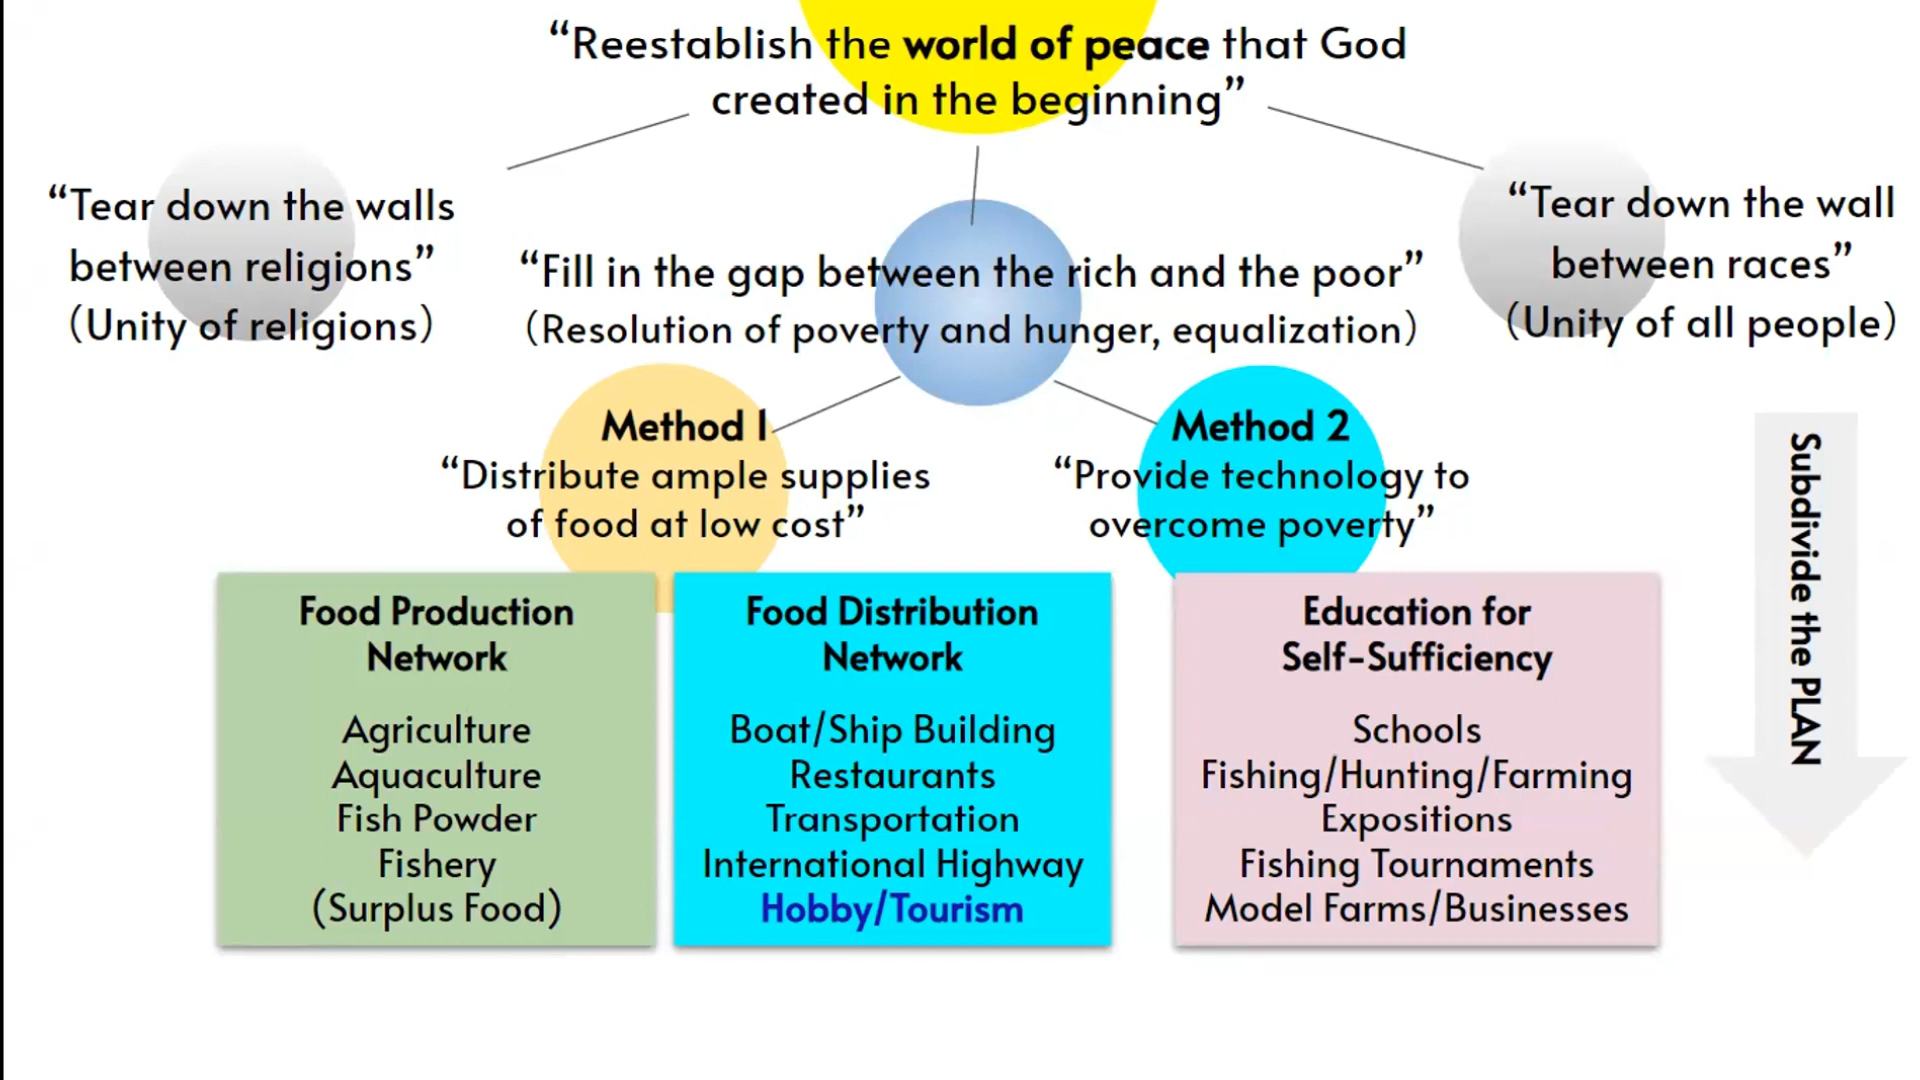 “Reestablish the world of peace that God
created in the beginning”
“Tear down the walls
between religions”
(Unity of religions)
“Fill in the gap between the rich and the poor”
(Resolution of poverty and hunger, equalization)
“Tear down the wall
between races”
(Unity of all people)
Method 1
“Distribute ample supplies
of food at low cost”
Method 2
“Provide technology to
overcome poverty”
Food Production
Network
Agriculture
Aquaculture
Fish Powder
Fishery
(Surplus Food)
Food Distribution
Network
Boat/Ship Building
Restaurants
Transportation
International Highway
Hobby/Tourism
Education for
Self-Sufficiency
Schools
Fishing/Hunting/Farming
Expositions
Fishing Tournaments
Model Farms/Businesses
Subdivide the PLAN